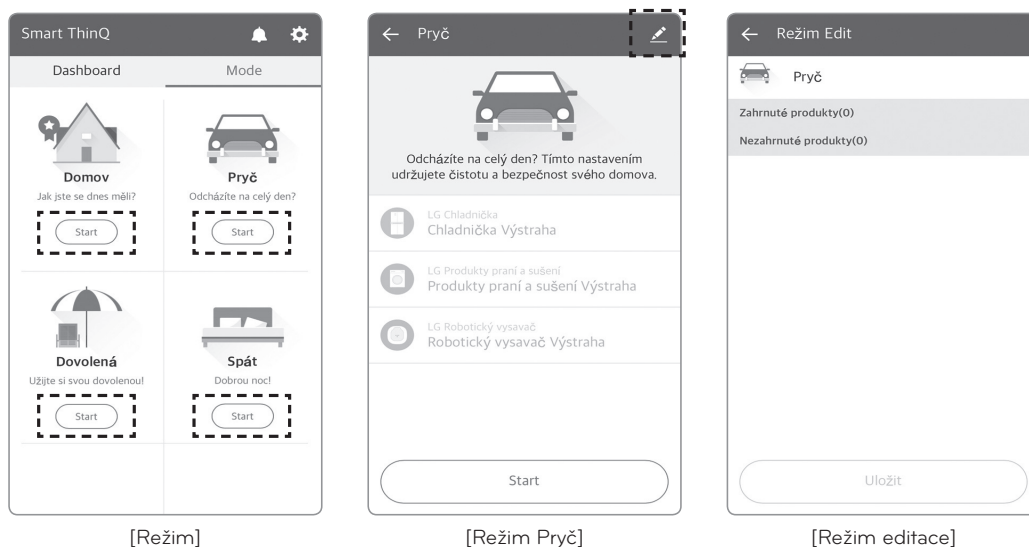 Smart ThinQ
Dashboard
Mode
Domov
Jak jste se dnes měli?
Start
Pryč
Odcházíte na celý den?
Start
Dovolená
Užijte si svou dovolenou!
Start
Spát
Dobrou noc!
Start
[Režim]
Pryč
Odcházíte na celý den? Tímto nastavením
udržujete čistotu a bezpečnost svého domova.
LG Chladnička
Chladnička Výstraha
LG Produkty praní a sušení
Produkty praní a sušení Výstraha
LG Robotický vysavač
Robotický vysavač Výstraha
Start
[Režim Pryč]
Režim Edit
Pryč
Zahrnuté produkty(0)
Nezahrnuté produkty(0)
Uložit
[Režim editace]